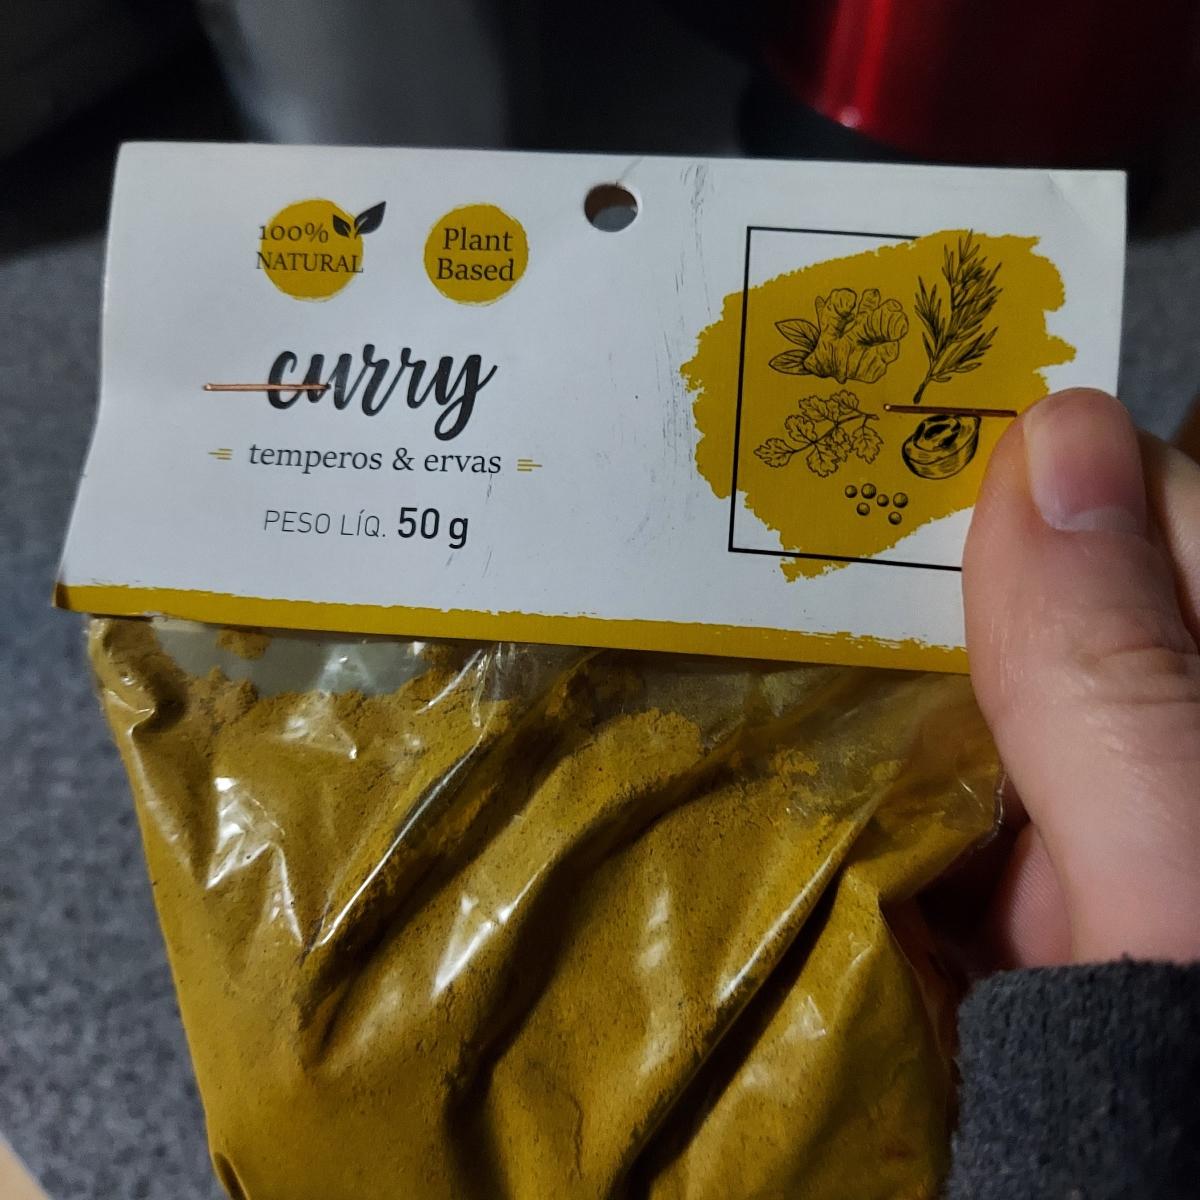 100%
NATURAL
Plant
Based
curry
temperos & ervas
PESO LÍQ. 50 g